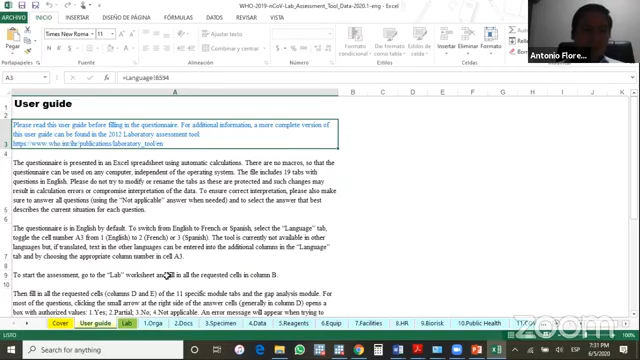 WHO-2019-nCoV-Lab_Assessment_Tool_Data-2020.1-eng - Excel
ARCHIVO INICIO INSERTAR DISEÑO DE PÁGINA FÓRMULAS DATOS REVISAR VISTA
Pegar
Times New Roma 11
Ajustar texto
Combinar y centrar
Insertar Eliminar Formato
Portapapeles
Fuente
Alineación
Número
Estilos
Celdas
Antonio Flore...
A3 =Language!B594
A B C D E F G H I J K
1 User guide
2
Please read this user guide before filling in the questionnaire. For additional information, a more complete version of
this user guide can be found in the 2012 Laboratory assessment tool
3 https://www.who.int/ihr/publications/laboratory_tool/en
4
The questionnaire is presented in an Excel spreadsheet using automatic calculations. There are no macros, so that the
questionnaire can be used on any computer, independent of the operating system. The file includes 19 tabs with
questions in English. Please do not try to modify or rename the tabs as these are protected and such changes may
result in calculation errors or compromise interpretation of the data. To ensure correct interpretation, please also make
sure to answer all questions (using the "Not applicable" answer when needed) and to select the answer that best
5 describes the current situation for each question.
6
The questionnaire is in English by default. To switch from English to French or Spanish, select the "Language" tab,
toggle the cell number A3 from 1 (English) to 2 (French) or 3 (Spanish). The tool is currently not available in other
languages but, if translated, text in the other languages can be entered into the additional columns in the "Language"
7 tab and by choosing the appropriate column number in cell A3.
8
9 To start the assessment, go to the "Lab" worksheet and fill in all the requested cells in column B.
10
Then fill in all the requested cells (columns D and E) of the 11 specific module tabs and the gap analysis module. For
most of the questions, clicking the small arrow at the right side of the answer cells (generally in column D) opens a
box with authorized values: 1.Yes; 2.Partial; 3.No; 4.Not applicable. An error message will appear when trying to
Cover User guide Lab 1.Orga 2.Docs 3.Specimen 4.Data 5.Reagents 6.Equip 7.Facilities 8.HR 9.Biorisk 10.Public Health
LISTO
zoom
Search for anything
ESP 7:31 PM
6/5/2020